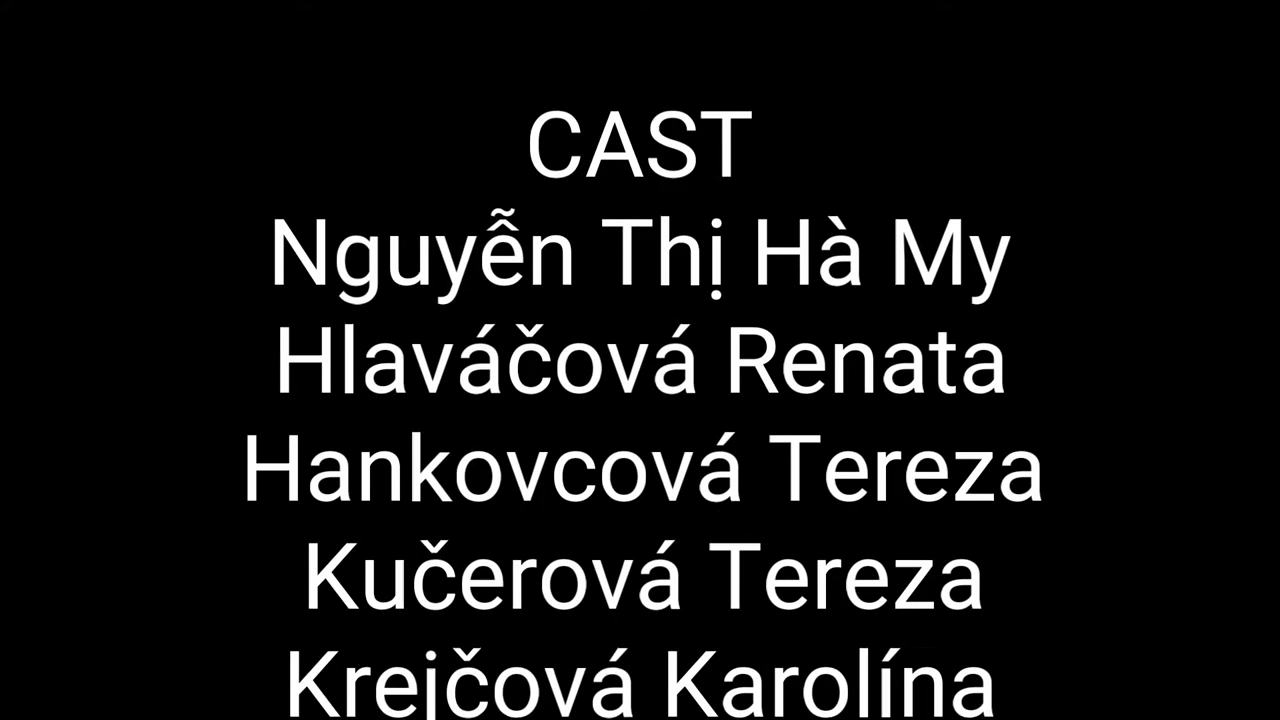 CAST
Nguyễn Thị Hà My
Hlaváčová Renata
Hankovcová Tereza
Kučerová Tereza
Krejčová Karolína